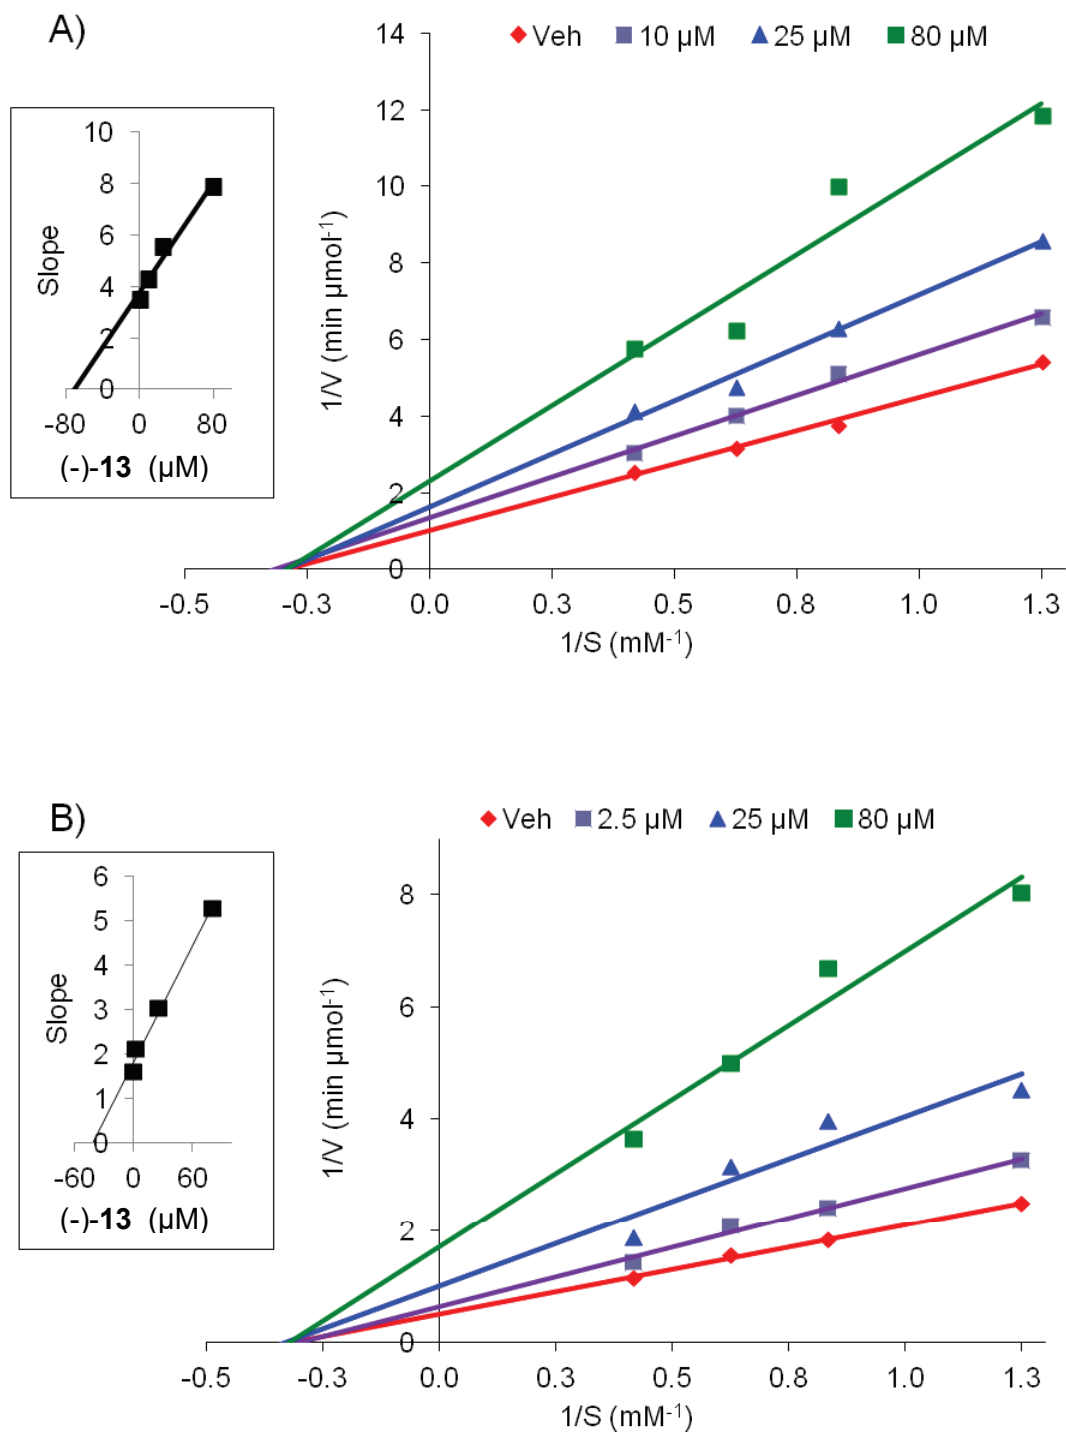 A)
Veh 10 µM 25 µM 80 µM
14
12
10
8
6
4
2
0
1/V (min µmol-1)
-0.5 -0.3 0.0 0.3 0.5 0.8 1.0 1.3
1/S (mM-1)
10
8
6
4
2
0
Slope
-80 0 80
(-)-13 (µM)
B)
Veh 2.5 µM 25 µM 80 µM
8
6
4
2
0
1/V (min µmol-1)
-0.5 -0.3 0.0 0.3 0.5 0.8 1.0 1.3
1/S (mM-1)
6
5
4
3
2
1
0
Slope
-60 0 60
(-)-13 (µM)